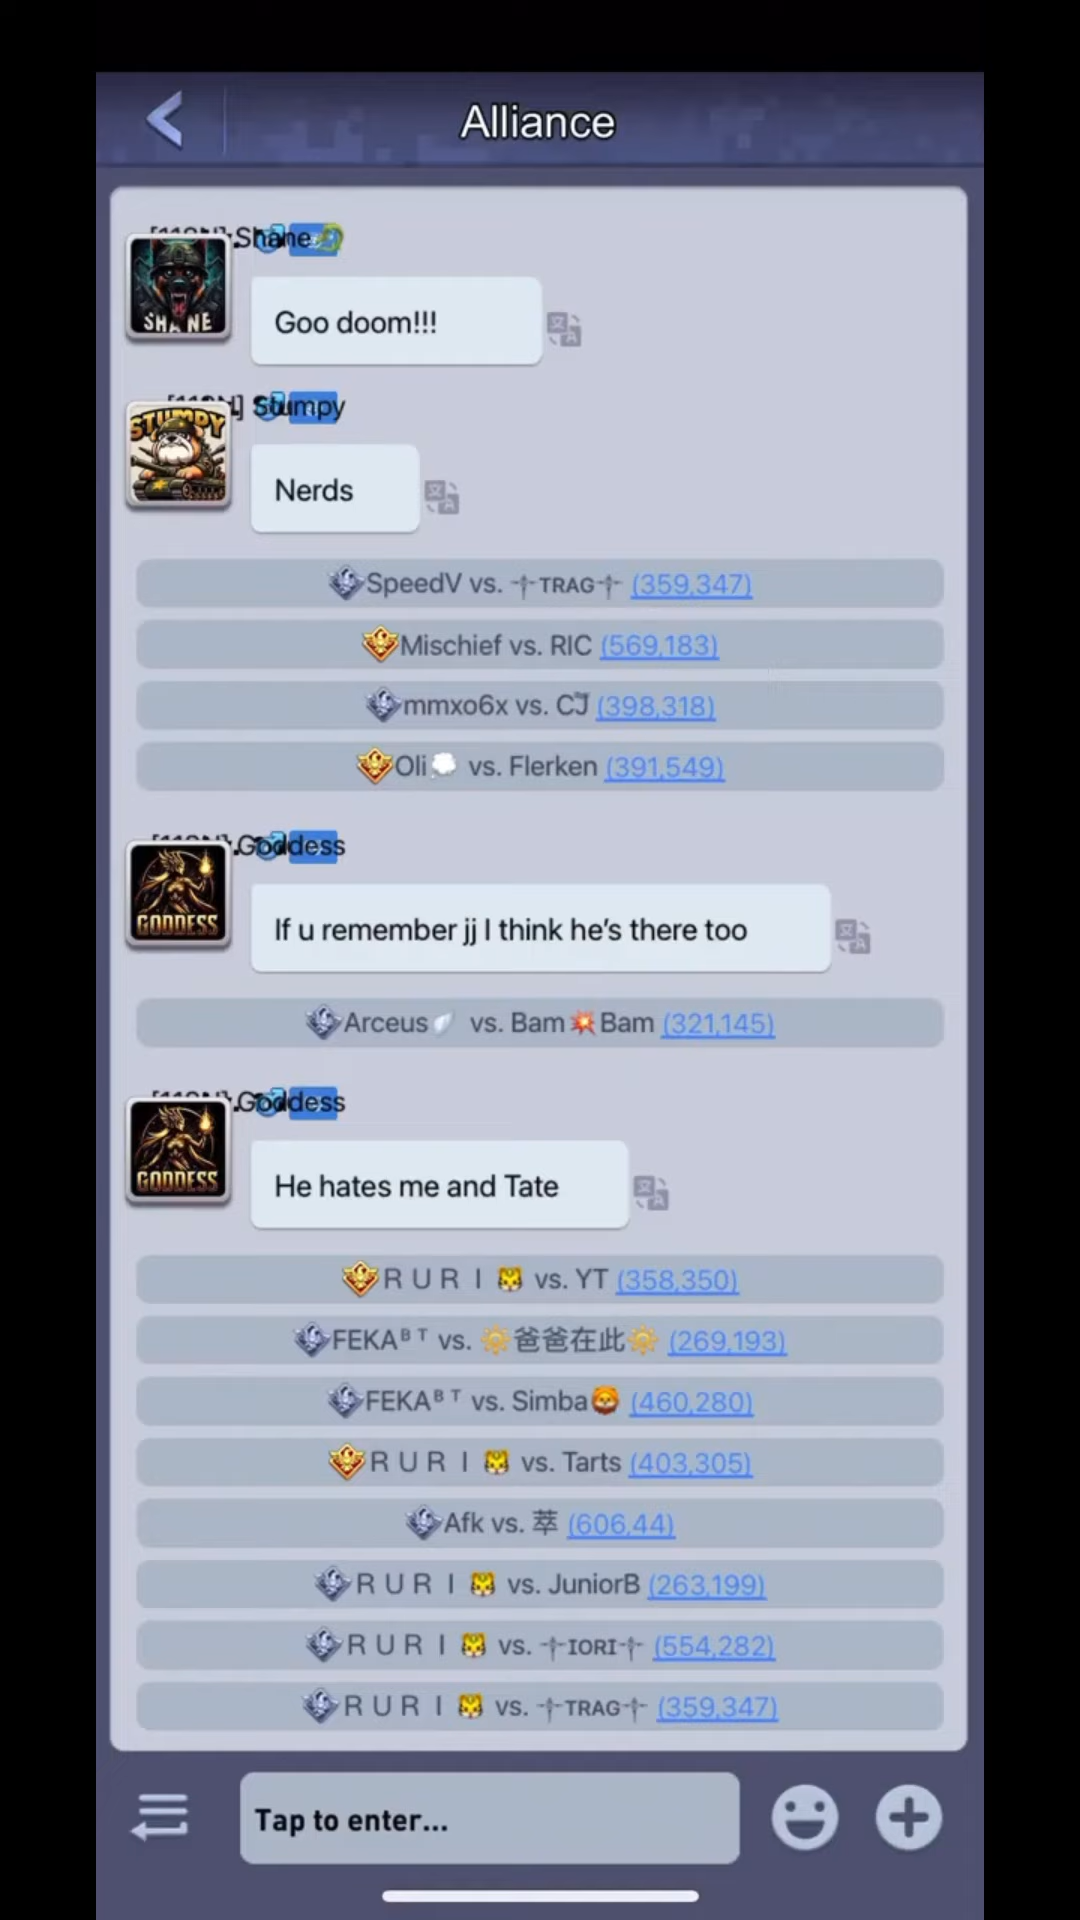 Alliance
Shane
SHANE
Goo doom!!!
Stumpy
STUMPY
Nerds
SpeedV vs. ⸸TRAG⸸ (359,347)
Mischief vs. RIC (569,183)
mmxo6x vs. CJ (398,318)
Oli💭 vs. Flerken (391,549)
Goddess
GODDESS
If u remember jj I think he's there too
Arceus🪽 vs. Bam💥Bam (321,145)
Goddess
GODDESS
He hates me and Tate
R U R I 🐯 vs. YT (358,350)
FEKAᴮᵀ vs. 🔆爸爸在此🔆 (269,193)
FEKAᴮᵀ vs. Simba🦁 (460,280)
R U R I 🐯 vs. Tarts (403,305)
Afk vs. 萃 (606,44)
R U R I 🐯 vs. JuniorB (263,199)
R U R I 🐯 vs. ⸸IORI⸸ (554,282)
R U R I 🐯 vs. ⸸TRAG⸸ (359,347)
Tap to enter...